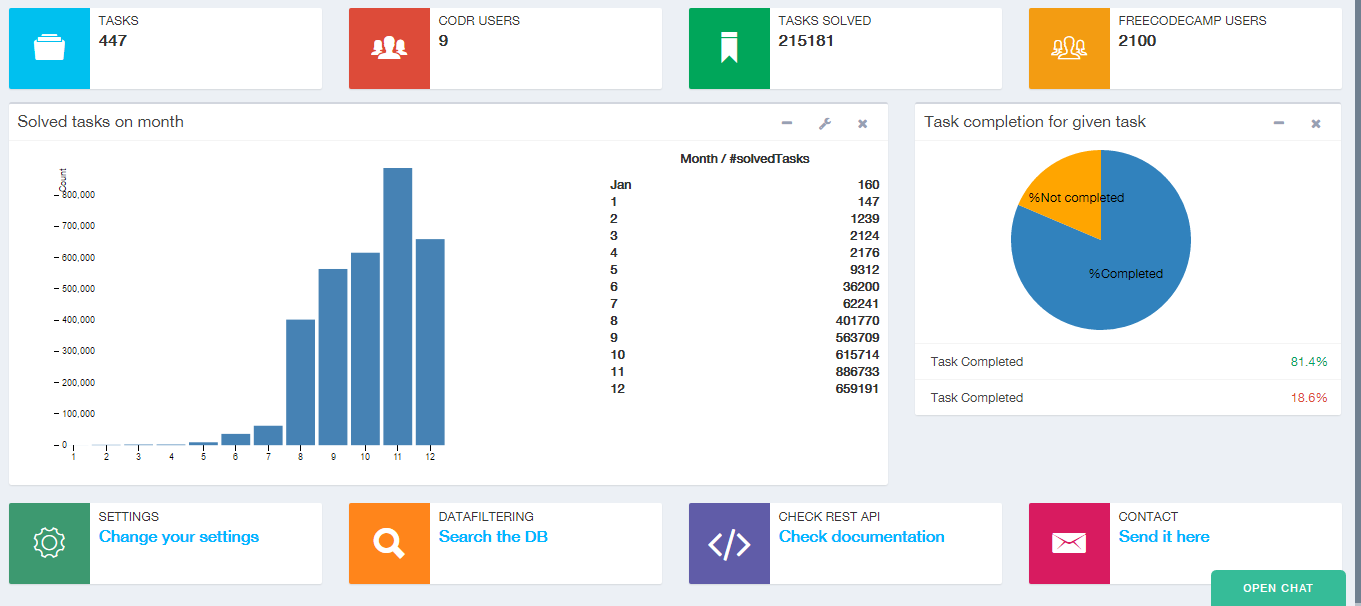 TASKS
447
CODR USERS
9
TASKS SOLVED
215181
FREECODECAMP USERS
2100
Solved tasks on month
Count
800,000
700,000
600,000
500,000
400,000
300,000
200,000
100,000
0
1 2 3 4 5 6 7 8 9 10 11 12
Month / #solvedTasks
Jan 160
1 147
2 1239
3 2124
4 2176
5 9312
6 36200
7 62241
8 401770
9 563709
10 615714
11 886733
12 659191
Task completion for given task
%Not completed
%Completed
Task Completed 81.4%
Task Completed 18.6%
SETTINGS
Change your settings
DATAFILTERING
Search the DB
</>
CHECK REST API
Check documentation
CONTACT
Send it here
OPEN CHAT